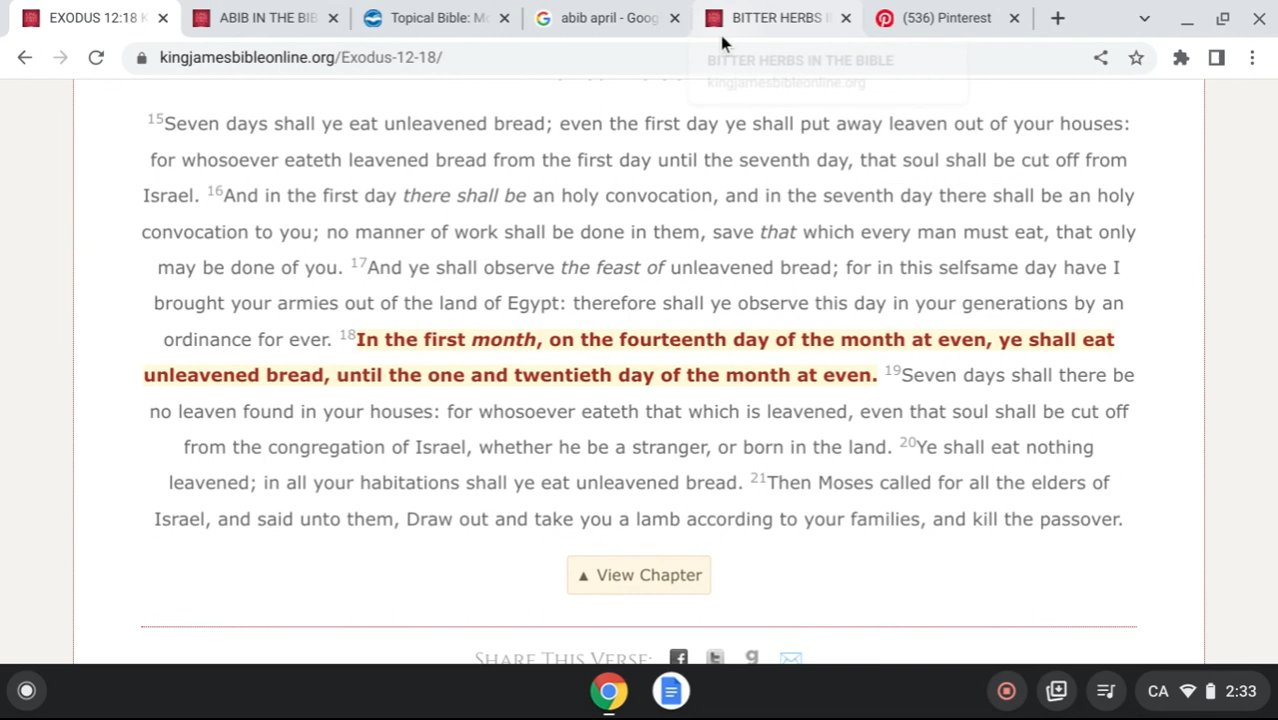 EXODUS 12:18 K
ABIB IN THE BIB
Topical Bible: Mo
abib april - Goog
BITTER HERBS I
(536) Pinterest
kingjamesbibleonline.org/Exodus-12-18/
BITTER HERBS IN THE BIBLE
kingjamesbibleonline.org
15Seven days shall ye eat unleavened bread; even the first day ye shall put away leaven out of your houses:
for whosoever eateth leavened bread from the first day until the seventh day, that soul shall be cut off from
Israel. 16And in the first day there shall be an holy convocation, and in the seventh day there shall be an holy
convocation to you; no manner of work shall be done in them, save that which every man must eat, that only
may be done of you. 17And ye shall observe the feast of unleavened bread; for in this selfsame day have I
brought your armies out of the land of Egypt: therefore shall ye observe this day in your generations by an
ordinance for ever. 18In the first month, on the fourteenth day of the month at even, ye shall eat
unleavened bread, until the one and twentieth day of the month at even. 19Seven days shall there be
no leaven found in your houses: for whosoever eateth that which is leavened, even that soul shall be cut off
from the congregation of Israel, whether he be a stranger, or born in the land. 20Ye shall eat nothing
leavened; in all your habitations shall ye eat unleavened bread. 21Then Moses called for all the elders of
Israel, and said unto them, Draw out and take you a lamb according to your families, and kill the passover.
▲ View Chapter
SHARE THIS VERSE:
CA 2:33